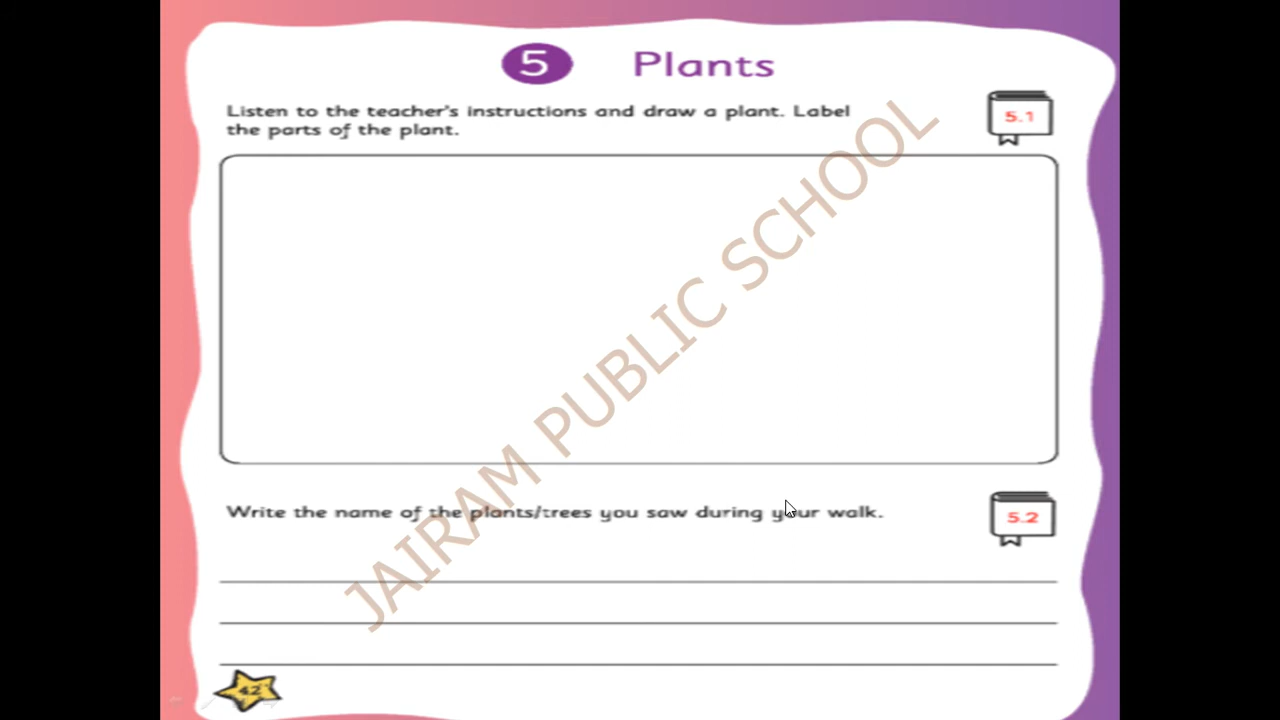 5 Plants
Listen to the teacher's instructions and draw a plant. Label
5.1
the parts of the plant.
JAIRAM PUBLIC SCHOOL
Write the name of the plants/trees you saw during your walk.
5.2
42